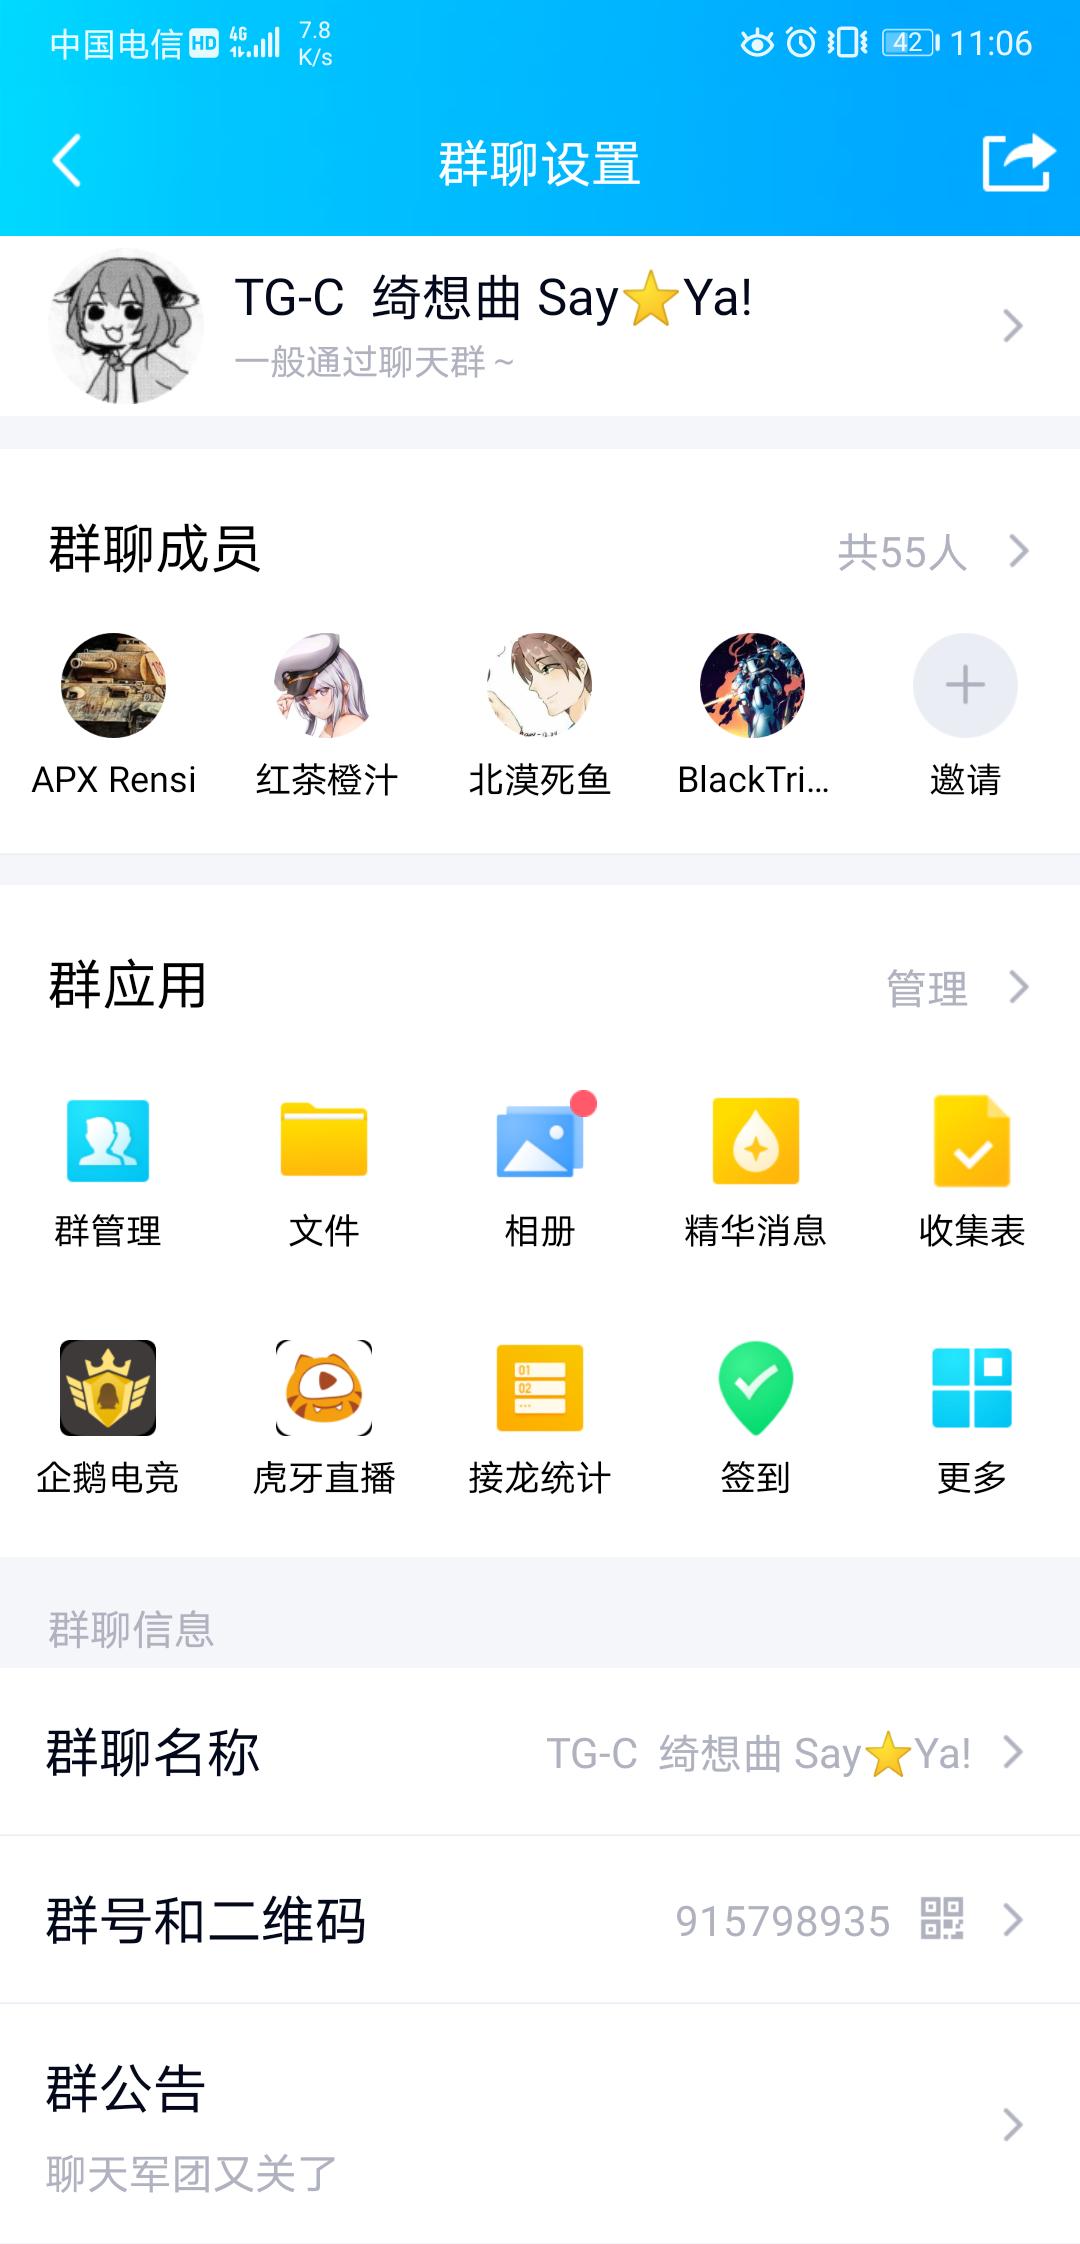 中国电信 HD 4G 7.8 K/s 42 11:06
群聊设置
TG-C 绮想曲 Say⭐Ya!
一般通过聊天群～
群聊成员 共55人
APX Rensi 红茶橙汁 北漠死鱼 BlackTri... 邀请
群应用 管理
群管理 文件 相册 精华消息 收集表
01
02
企鹅电竞 虎牙直播 接龙统计 签到 更多
群聊信息
群聊名称 TG-C 绮想曲 Say⭐Ya!
群号和二维码 915798935
群公告
聊天军团又关了